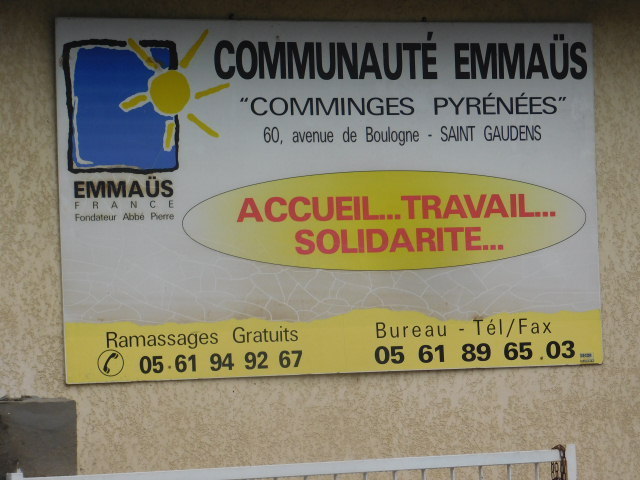 COMMUNAUTÉ EMMAÜS
"COMMINGES PYRÉNÉES"
60, avenue de Boulogne - SAINT GAUDENS
EMMAÜS
FRANCE
Fondateur Abbé Pierre
ACCUEIL... TRAVAIL...
SOLIDARITE...
Ramassages Gratuits
05.61 94 92 67
Bureau - Tél/Fax
05 61 89 65.03